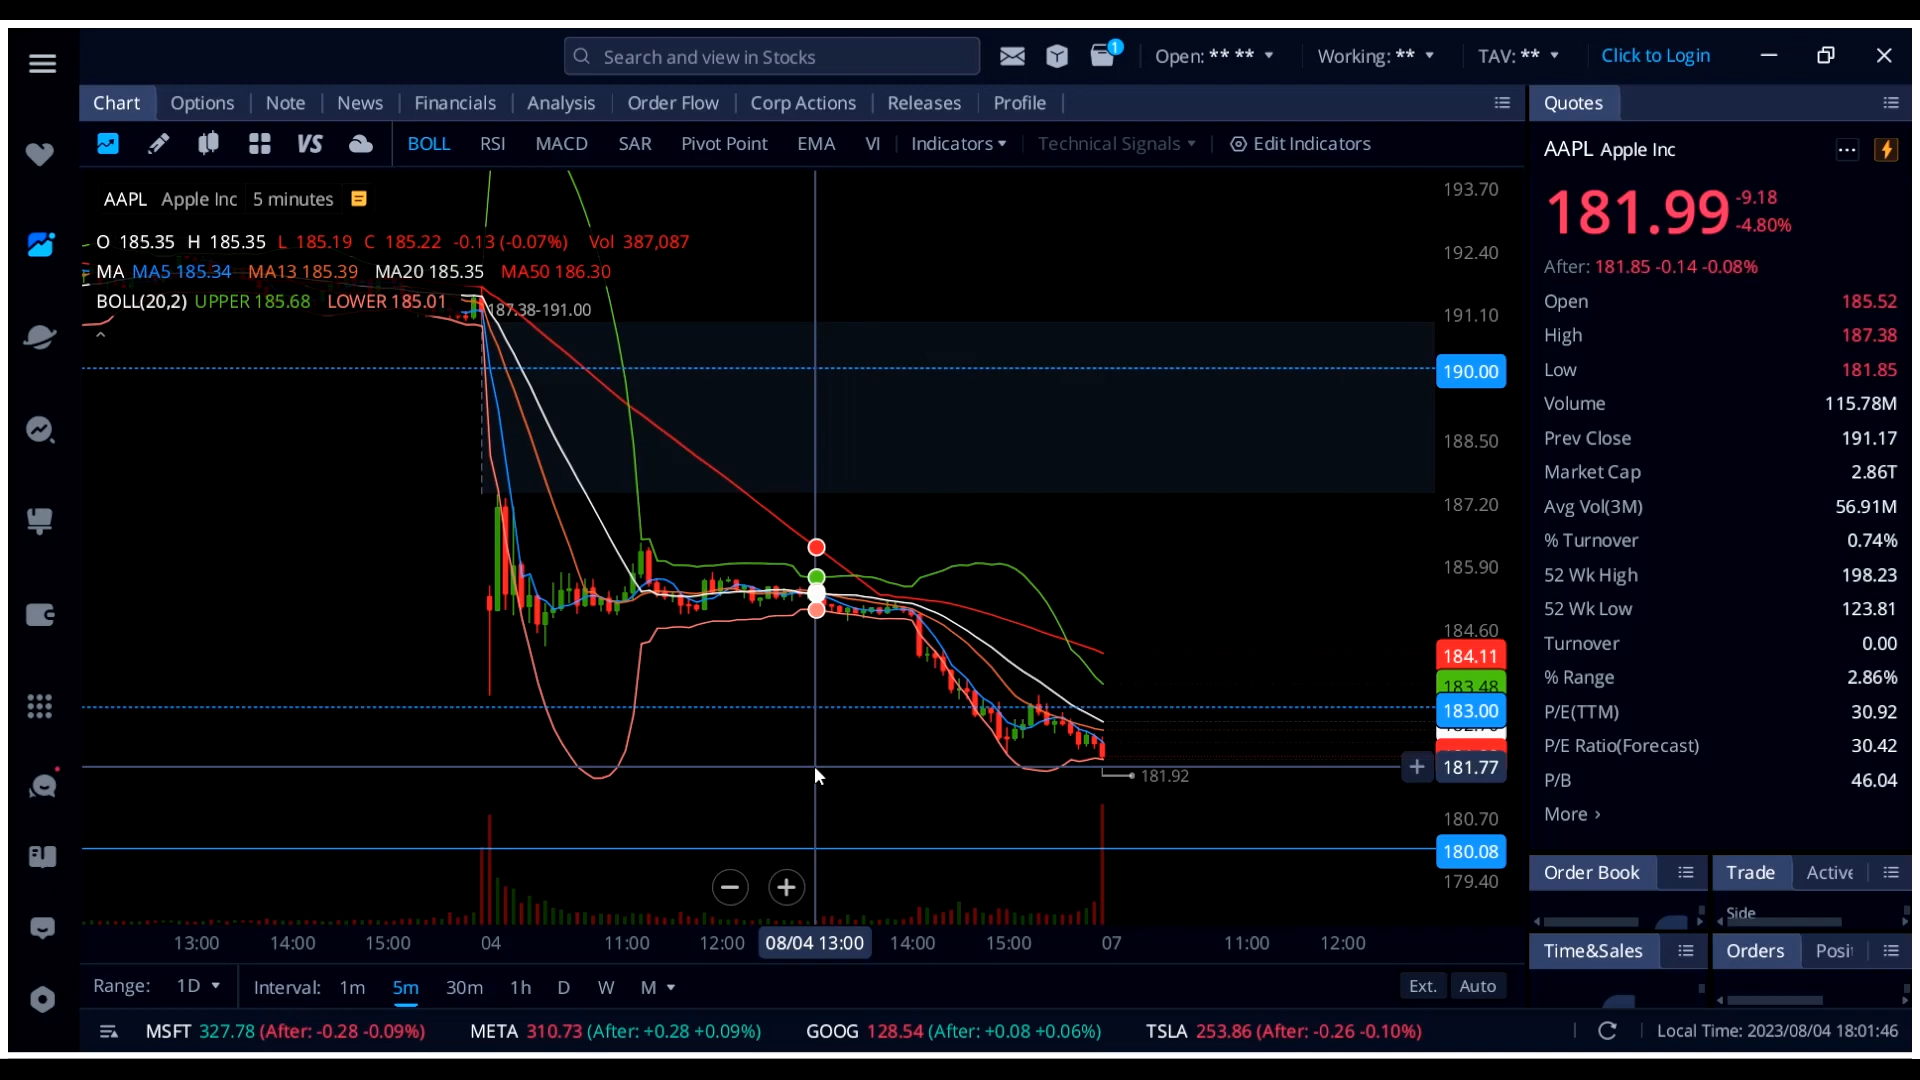 Search and view in Stocks
1
Open: ** **
Working: **
TAV: **
Click to Login
Chart Options Note News Financials Analysis Order Flow Corp Actions Releases Profile
Quotes
VS BOLL RSI MACD SAR Pivot Point EMA VI Indicators Technical Signals Edit Indicators
AAPL Apple Inc 5 minutes
O 185.35 H 185.35 L 185.19 C 185.22 -0.13 (-0.07%) Vol 387,087
MA MA5 185.34 MA13 185.39 MA20 185.35 MA50 186.30
BOLL(20,2) UPPER 185.68 LOWER 185.01
187.38-191.00
193.70
192.40
191.10
190.00
188.50
187.20
185.90
184.60
184.11
183.48
183.00
181.77
181.92
180.70
180.08
179.40
13:00 14:00 15:00 04 11:00 12:00 08/04 13:00 14:00 15:00 07 11:00 12:00
Range: 1D Interval: 1m 5m 30m 1h D W M
Ext. Auto
AAPL Apple Inc
181.99
-9.18
-4.80%
After: 181.85 -0.14 -0.08%
Open 185.52
High 187.38
Low 181.85
Volume 115.78M
Prev Close 191.17
Market Cap 2.86T
Avg Vol(3M) 56.91M
% Turnover 0.74%
52 Wk High 198.23
52 Wk Low 123.81
Turnover 0.00
% Range 2.86%
P/E(TTM) 30.92
P/E Ratio(Forecast) 30.42
P/B 46.04
More
Order Book
Trade Active
Side
Time&Sales
Orders
MSFT 327.78 (After: -0.28 -0.09%) META 310.73 (After: +0.28 +0.09%) GOOG 128.54 (After: +0.08 +0.06%) TSLA 253.86 (After: -0.26 -0.10%)
Local Time: 2023/08/04 18:01:46